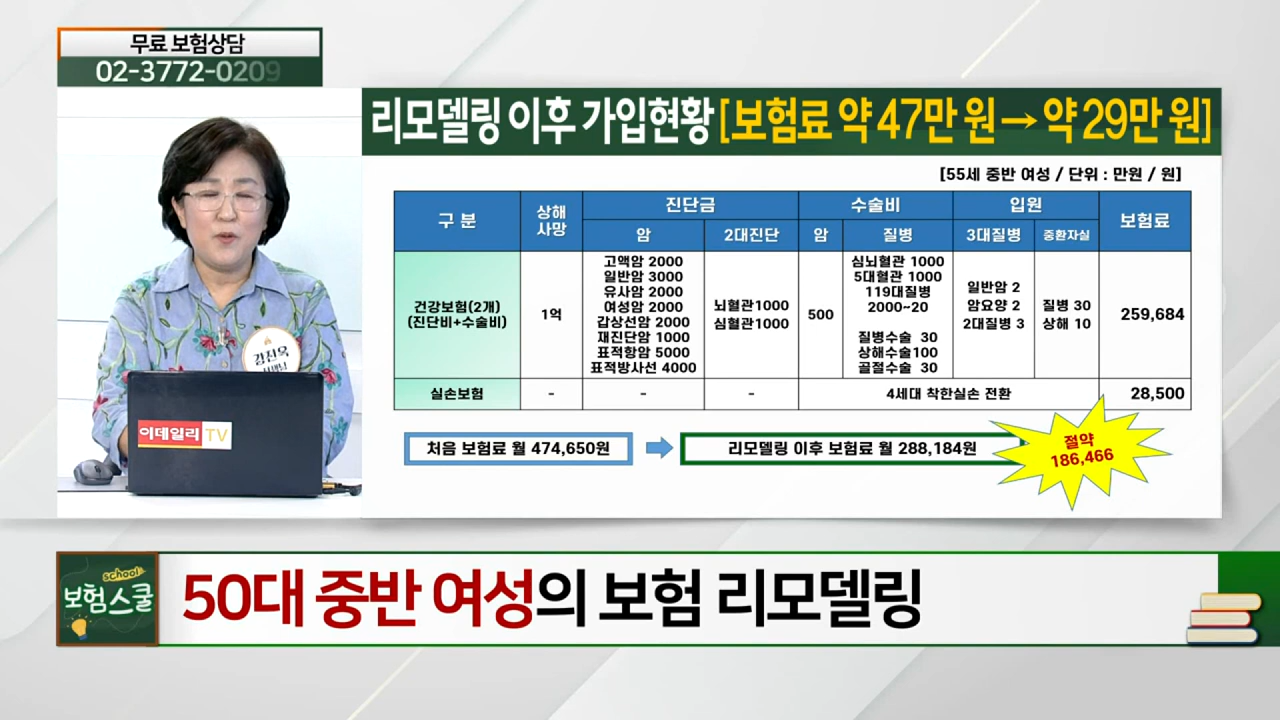 무료 보험상담
02-3772-0209
리모델링 이후 가입현황 [보험료 약 47만 원 → 약 29만 원]
[55세 중반 여성 / 단위 : 만원 / 원]
구 분
상해
사망
진단금
수술비
입원
보험료
암
2대진단
암
질병
3대질병
중환자실
건강보험(2개)
(진단비+수술비)
1억
고액암 2000
일반암 3000
유사암 2000
여성암 2000
갑상선암 2000
재진단암 1000
표적항암 5000
표적방사선 4000
뇌혈관1000
심혈관1000
500
심뇌혈관 1000
5대혈관 1000
119대질병
2000~20
질병수술 30
상해수술100
골절수술 30
일반암 2
암요양 2
2대질병 3
질병 30
상해 10
259,684
실손보험
-
-
-
4세대 착한실손 전환
28,500
처음 보험료 월 474,650원
리모델링 이후 보험료 월 288,184원
절약
186,466
강진옥
이데일리TV
school
보험스쿨
50대 중반 여성의 보험 리모델링